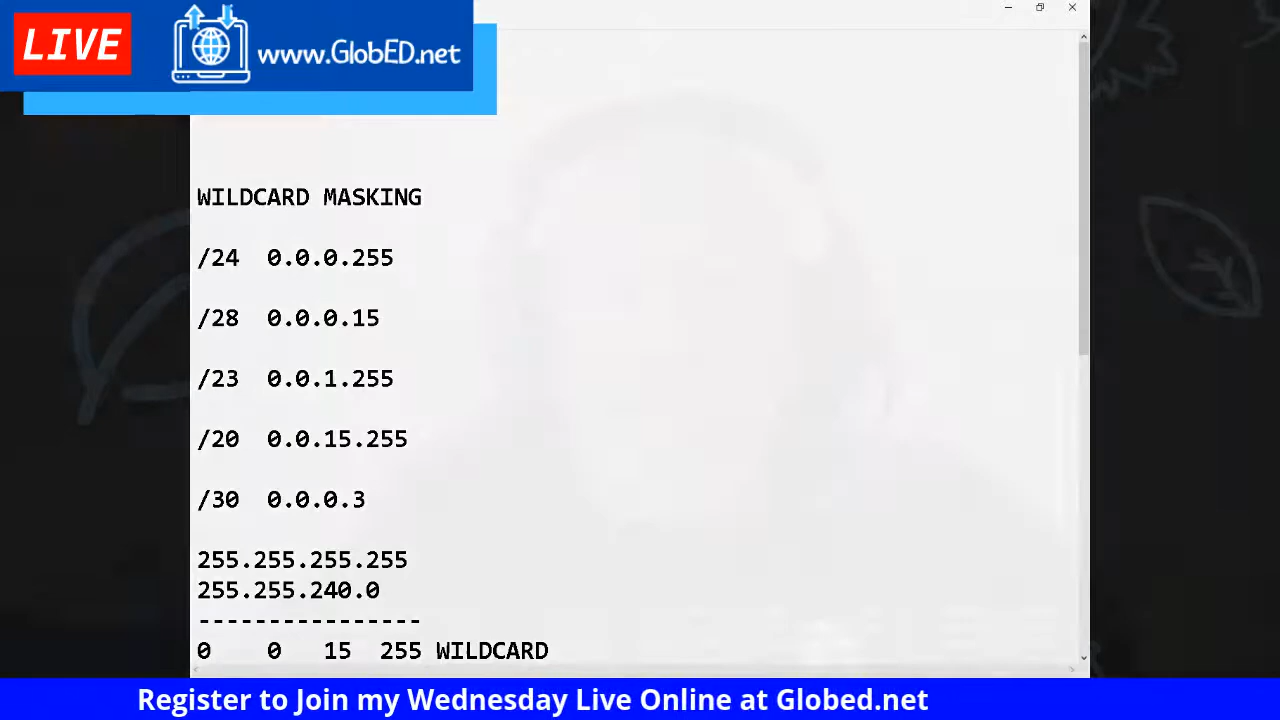 LIVE
www.GlobED.net
WILDCARD MASKING
/24  0.0.0.255
/28  0.0.0.15
/23  0.0.1.255
/20  0.0.15.255
/30  0.0.0.3
255.255.255.255
255.255.240.0
----------------
0    0   15  255 WILDCARD
Register to Join my Wednesday Live Online at Globed.net